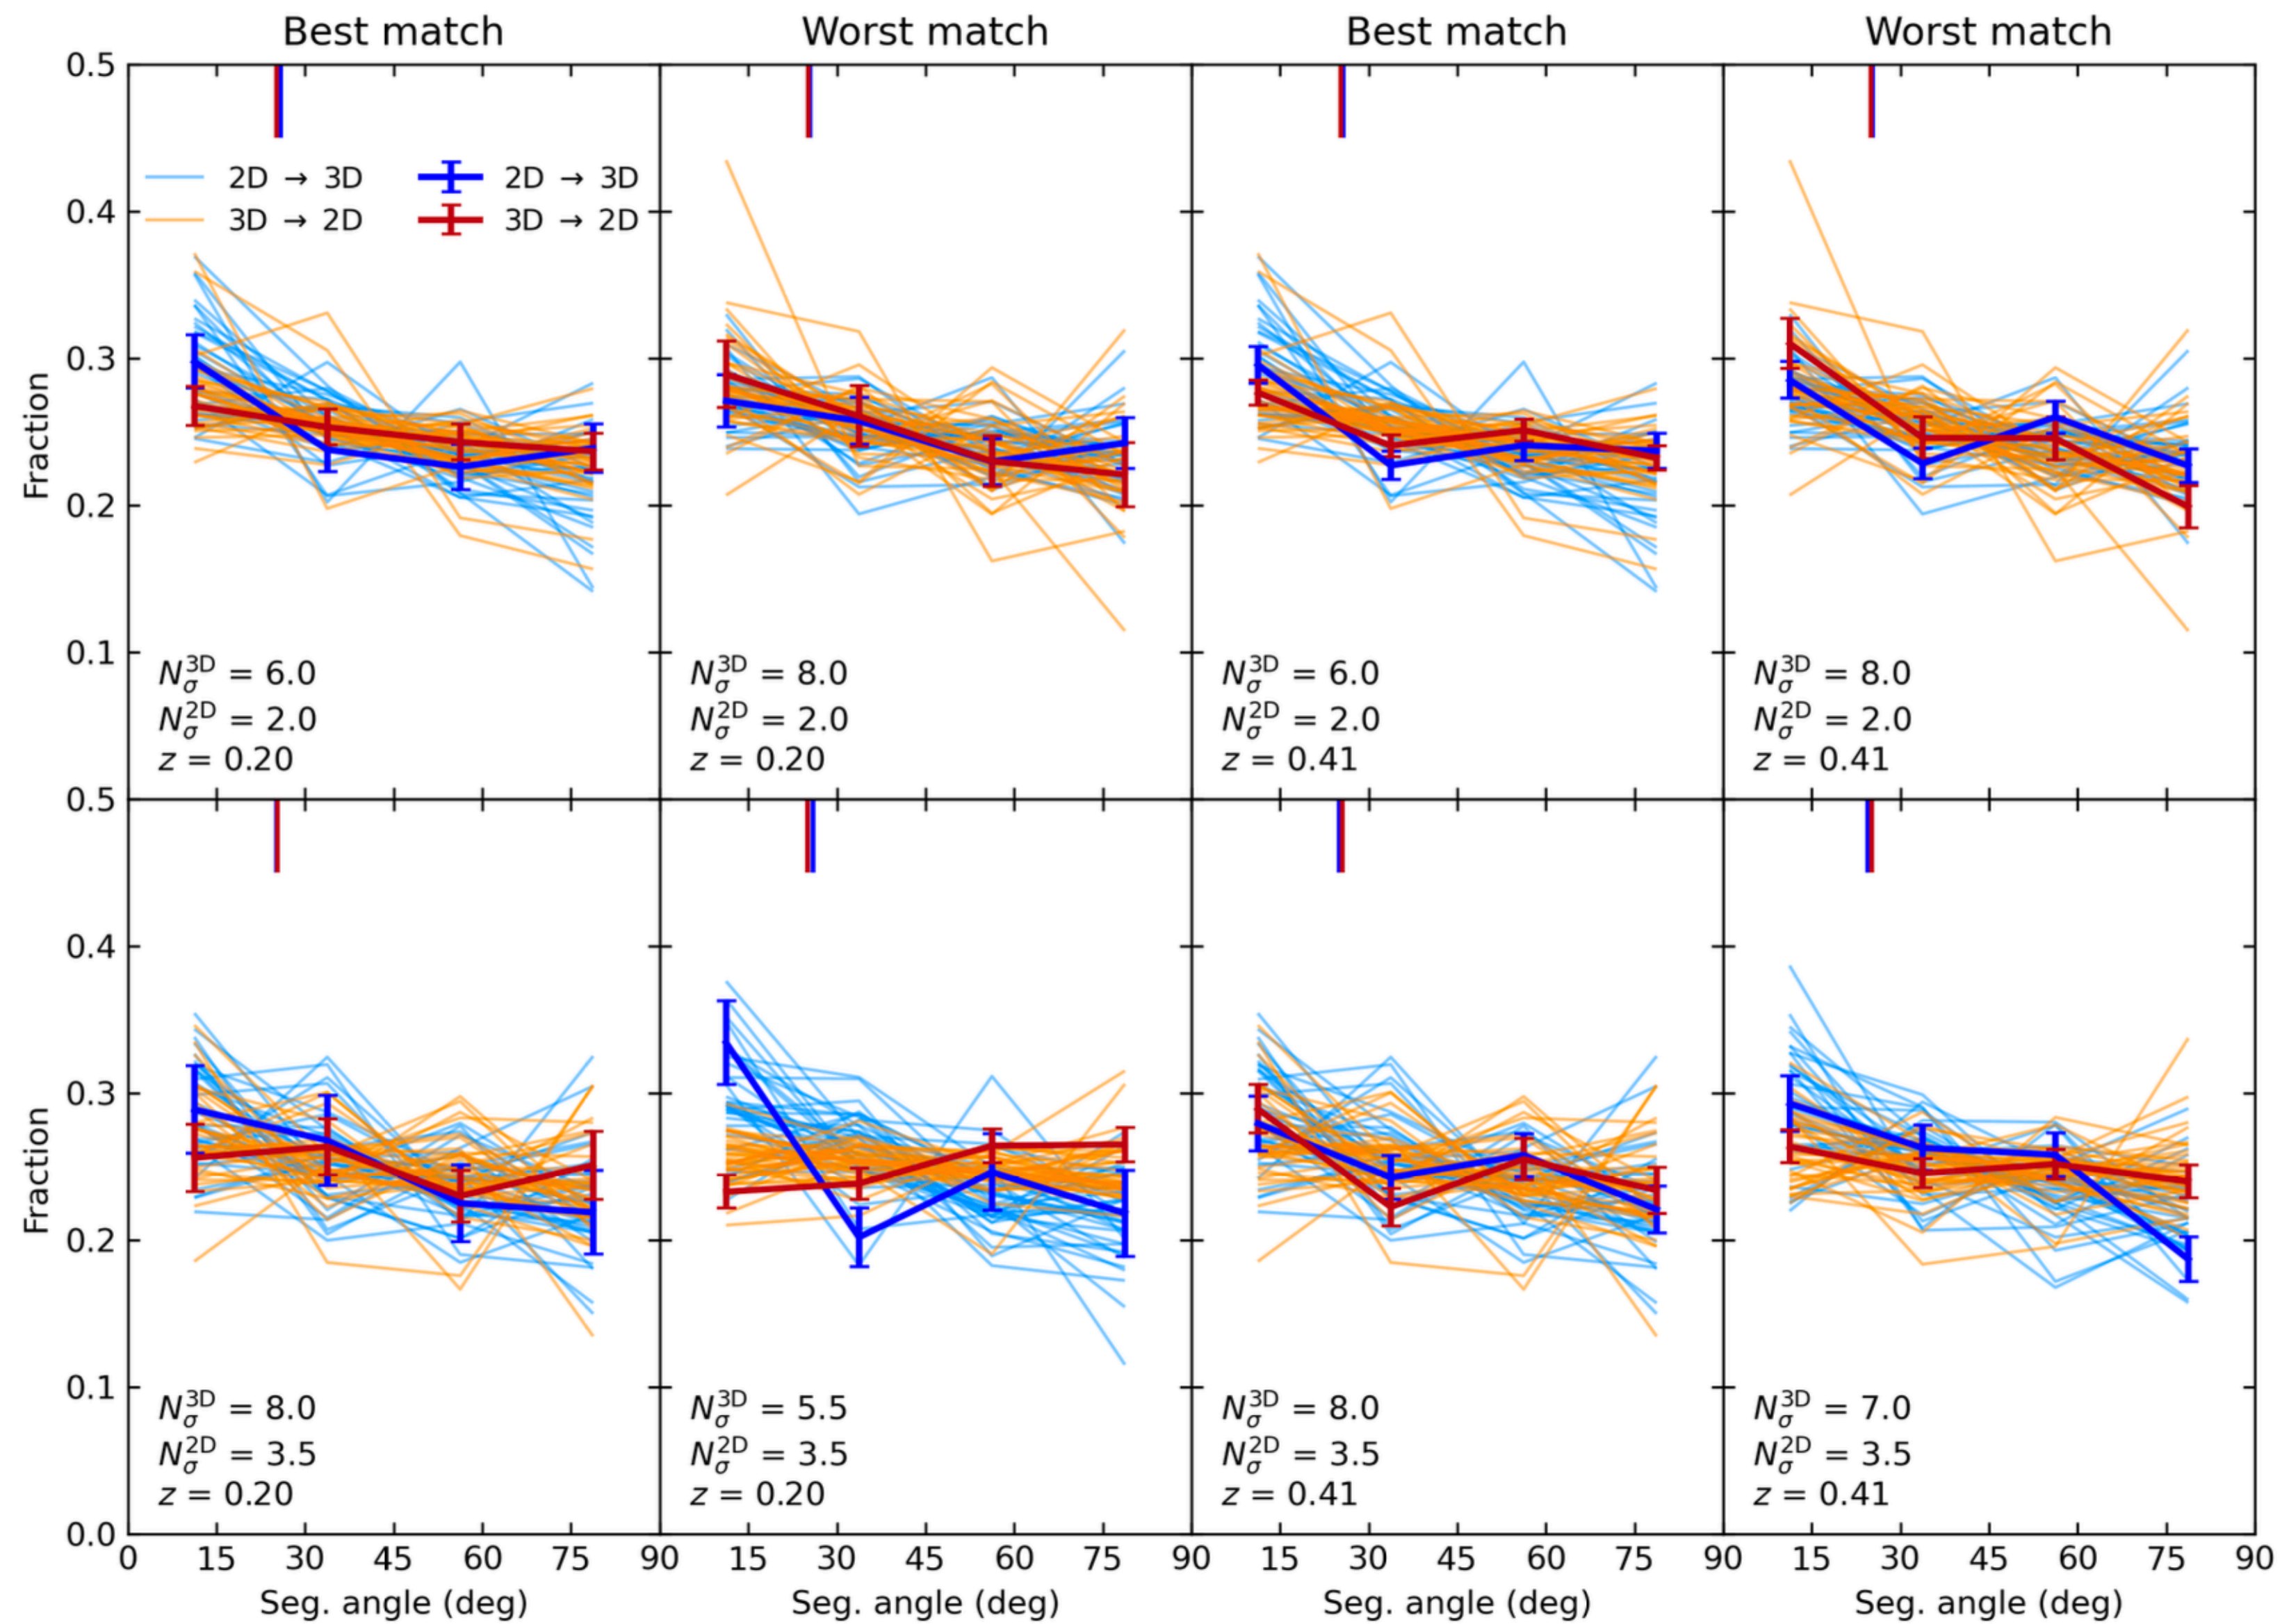 Best match Worst match Best match Worst match
0.5
2D → 3D 2D → 3D
3D → 2D 3D → 2D
0.4
0.3
Fraction
0.2
0.1
N_σ^3D = 6.0 N_σ^3D = 8.0 N_σ^3D = 6.0 N_σ^3D = 8.0
N_σ^2D = 2.0 N_σ^2D = 2.0 N_σ^2D = 2.0 N_σ^2D = 2.0
z = 0.20 z = 0.20 z = 0.41 z = 0.41
0.5
0.4
0.3
Fraction
0.2
0.1
N_σ^3D = 8.0 N_σ^3D = 5.5 N_σ^3D = 8.0 N_σ^3D = 7.0
N_σ^2D = 3.5 N_σ^2D = 3.5 N_σ^2D = 3.5 N_σ^2D = 3.5
z = 0.20 z = 0.20 z = 0.41 z = 0.41
0.0
0 15 30 45 60 75 90 15 30 45 60 75 90 15 30 45 60 75 90 15 30 45 60 75 90
Seg. angle (deg) Seg. angle (deg) Seg. angle (deg) Seg. angle (deg)